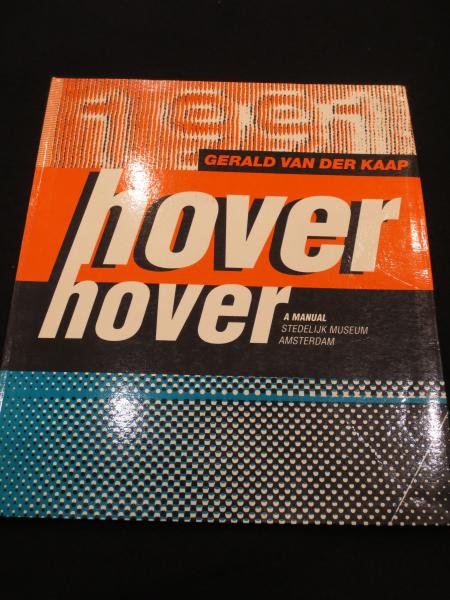 GERALD VAN DER KAAP
hover
hover
A MANUAL
STEDELIJK MUSEUM
AMSTERDAM